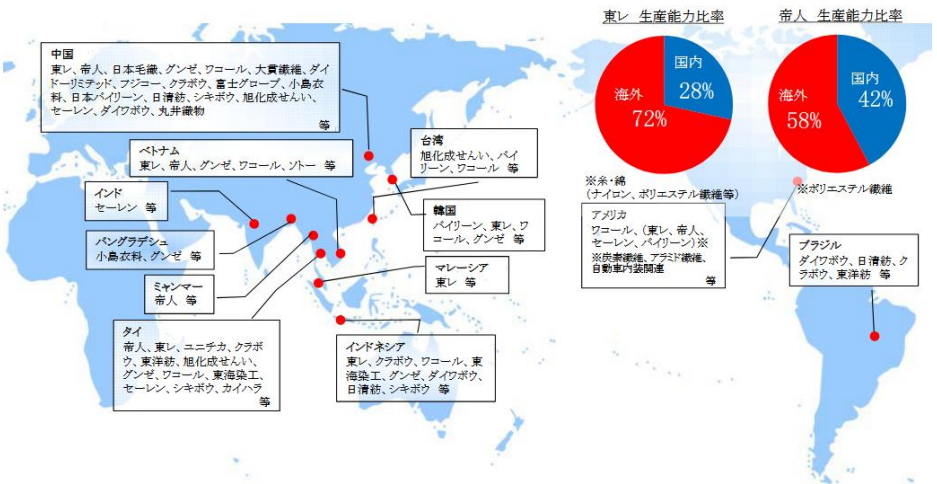 東レ 生産能力比率
帝人 生産能力比率
国内
28%
海外
72%
国内
42%
海外
58%
※糸・綿
(ナイロン、ポリエステル繊維等)
※ポリエステル繊維
中国
東レ、帝人、日本毛織、グンゼ、ワコール、大貫繊維、ダイ
ドーリミテッド、フジコー、クラボウ、富士グローブ、小島衣
料、日本バイリーン、日清紡、シキボウ、旭化成せんい、
セーレン、ダイワボウ、丸井織物
等
ベトナム
東レ、帝人、グンゼ、ワコール、ソトー 等
台湾
旭化成せんい、バイ
リーン、ワコール 等
インド
セーレン 等
韓国
バイリーン、東レ、ワ
コール、グンゼ 等
バングラデシュ
小島衣料、グンゼ 等
マレーシア
東レ 等
ミャンマー
帝人 等
タイ
帝人、東レ、ユニチカ、クラボ
ウ、東洋紡、旭化成せんい、
グンゼ、ワコール、東海染工、
セーレン、シキボウ、カイハラ
等
インドネシア
東レ、クラボウ、ワコール、東
海染工、グンゼ、ダイワボウ、
日清紡、シキボウ 等
アメリカ
ワコール、(東レ、帝人、
セーレン、バイリーン)※
※炭素繊維、アラミド繊維、
自動車内装関連
等
ブラジル
ダイワボウ、日清紡、ク
ラボウ、東洋紡 等